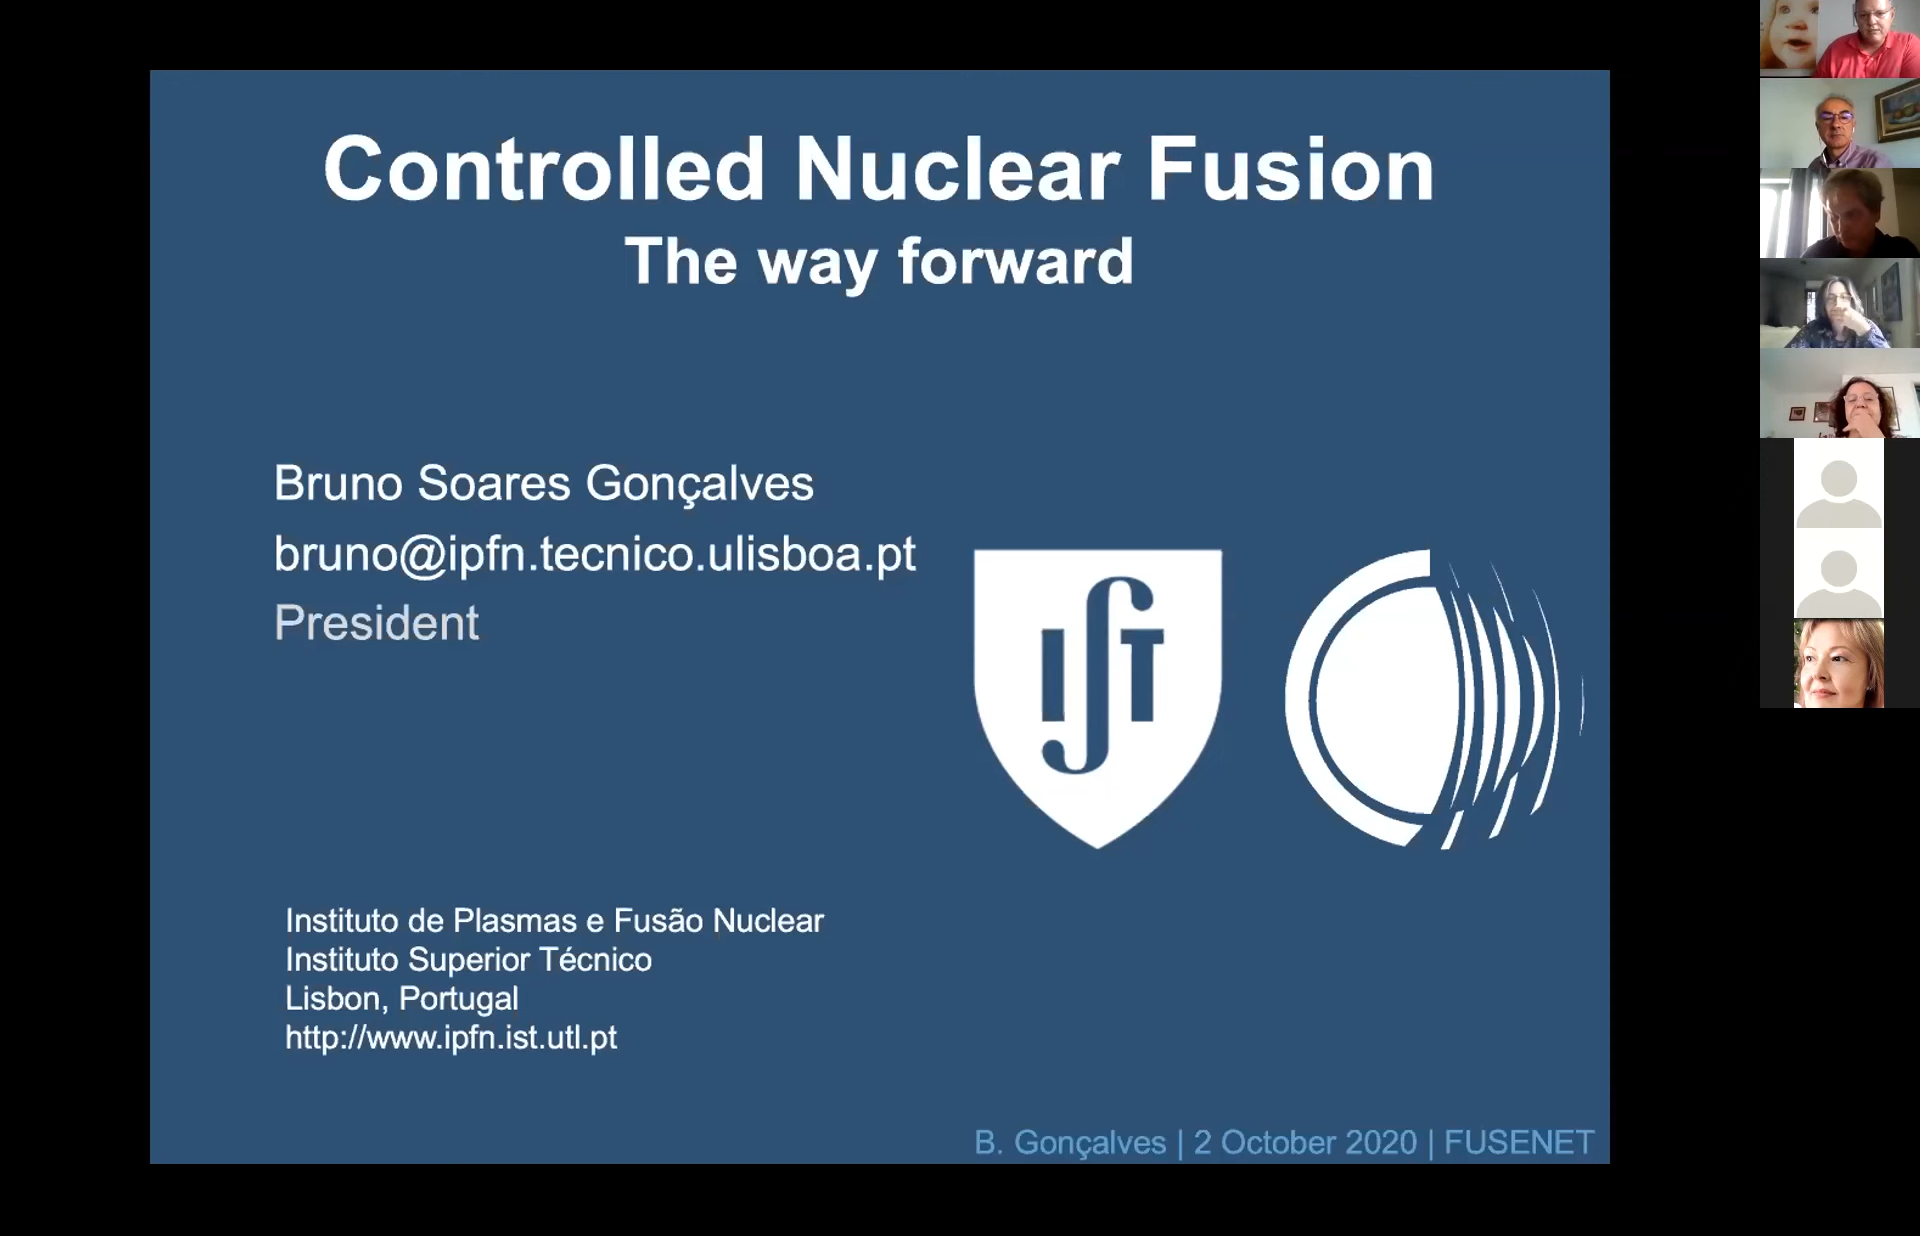 Controlled Nuclear Fusion
The way forward
Bruno Soares Gonçalves
bruno@ipfn.tecnico.ulisboa.pt
President
IST
Instituto de Plasmas e Fusão Nuclear
Instituto Superior Técnico
Lisbon, Portugal
http://www.ipfn.ist.utl.pt
B. Gonçalves | 2 October 2020 | FUSENET